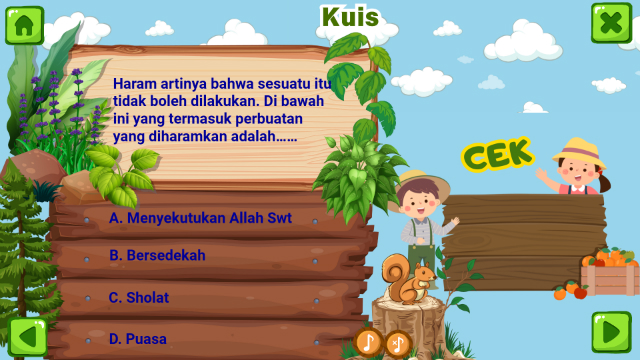 Kuis
Haram artinya bahwa sesuatu itu
tidak boleh dilakukan. Di bawah
ini yang termasuk perbuatan
yang diharamkan adalah......
CEK
A. Menyekutukan Allah Swt
B. Bersedekah
C. Sholat
D. Puasa